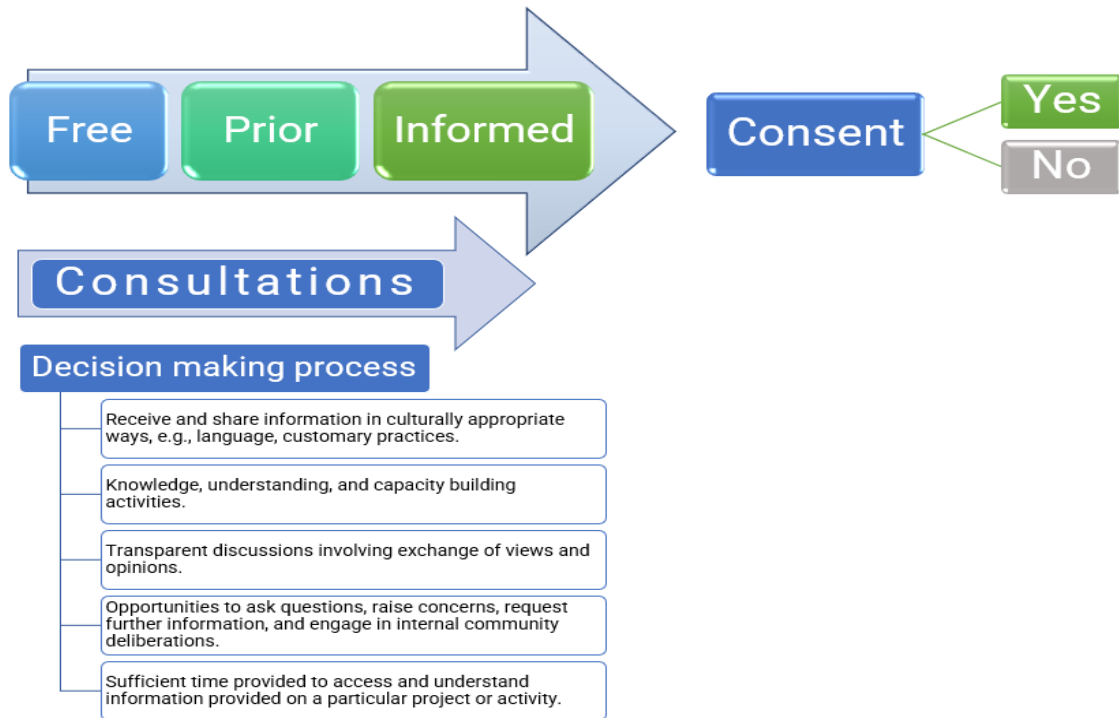 Free
Prior
Informed
Consent
Yes
No
Consultations
Decision making process
Receive and share information in culturally appropriate
ways, e.g., language, customary practices.
Knowledge, understanding, and capacity building
activities.
Transparent discussions involving exchange of views and
opinions.
Opportunities to ask questions, raise concerns, request
further information, and engage in internal community
deliberations.
Sufficient time provided to access and understand
information provided on a particular project or activity.